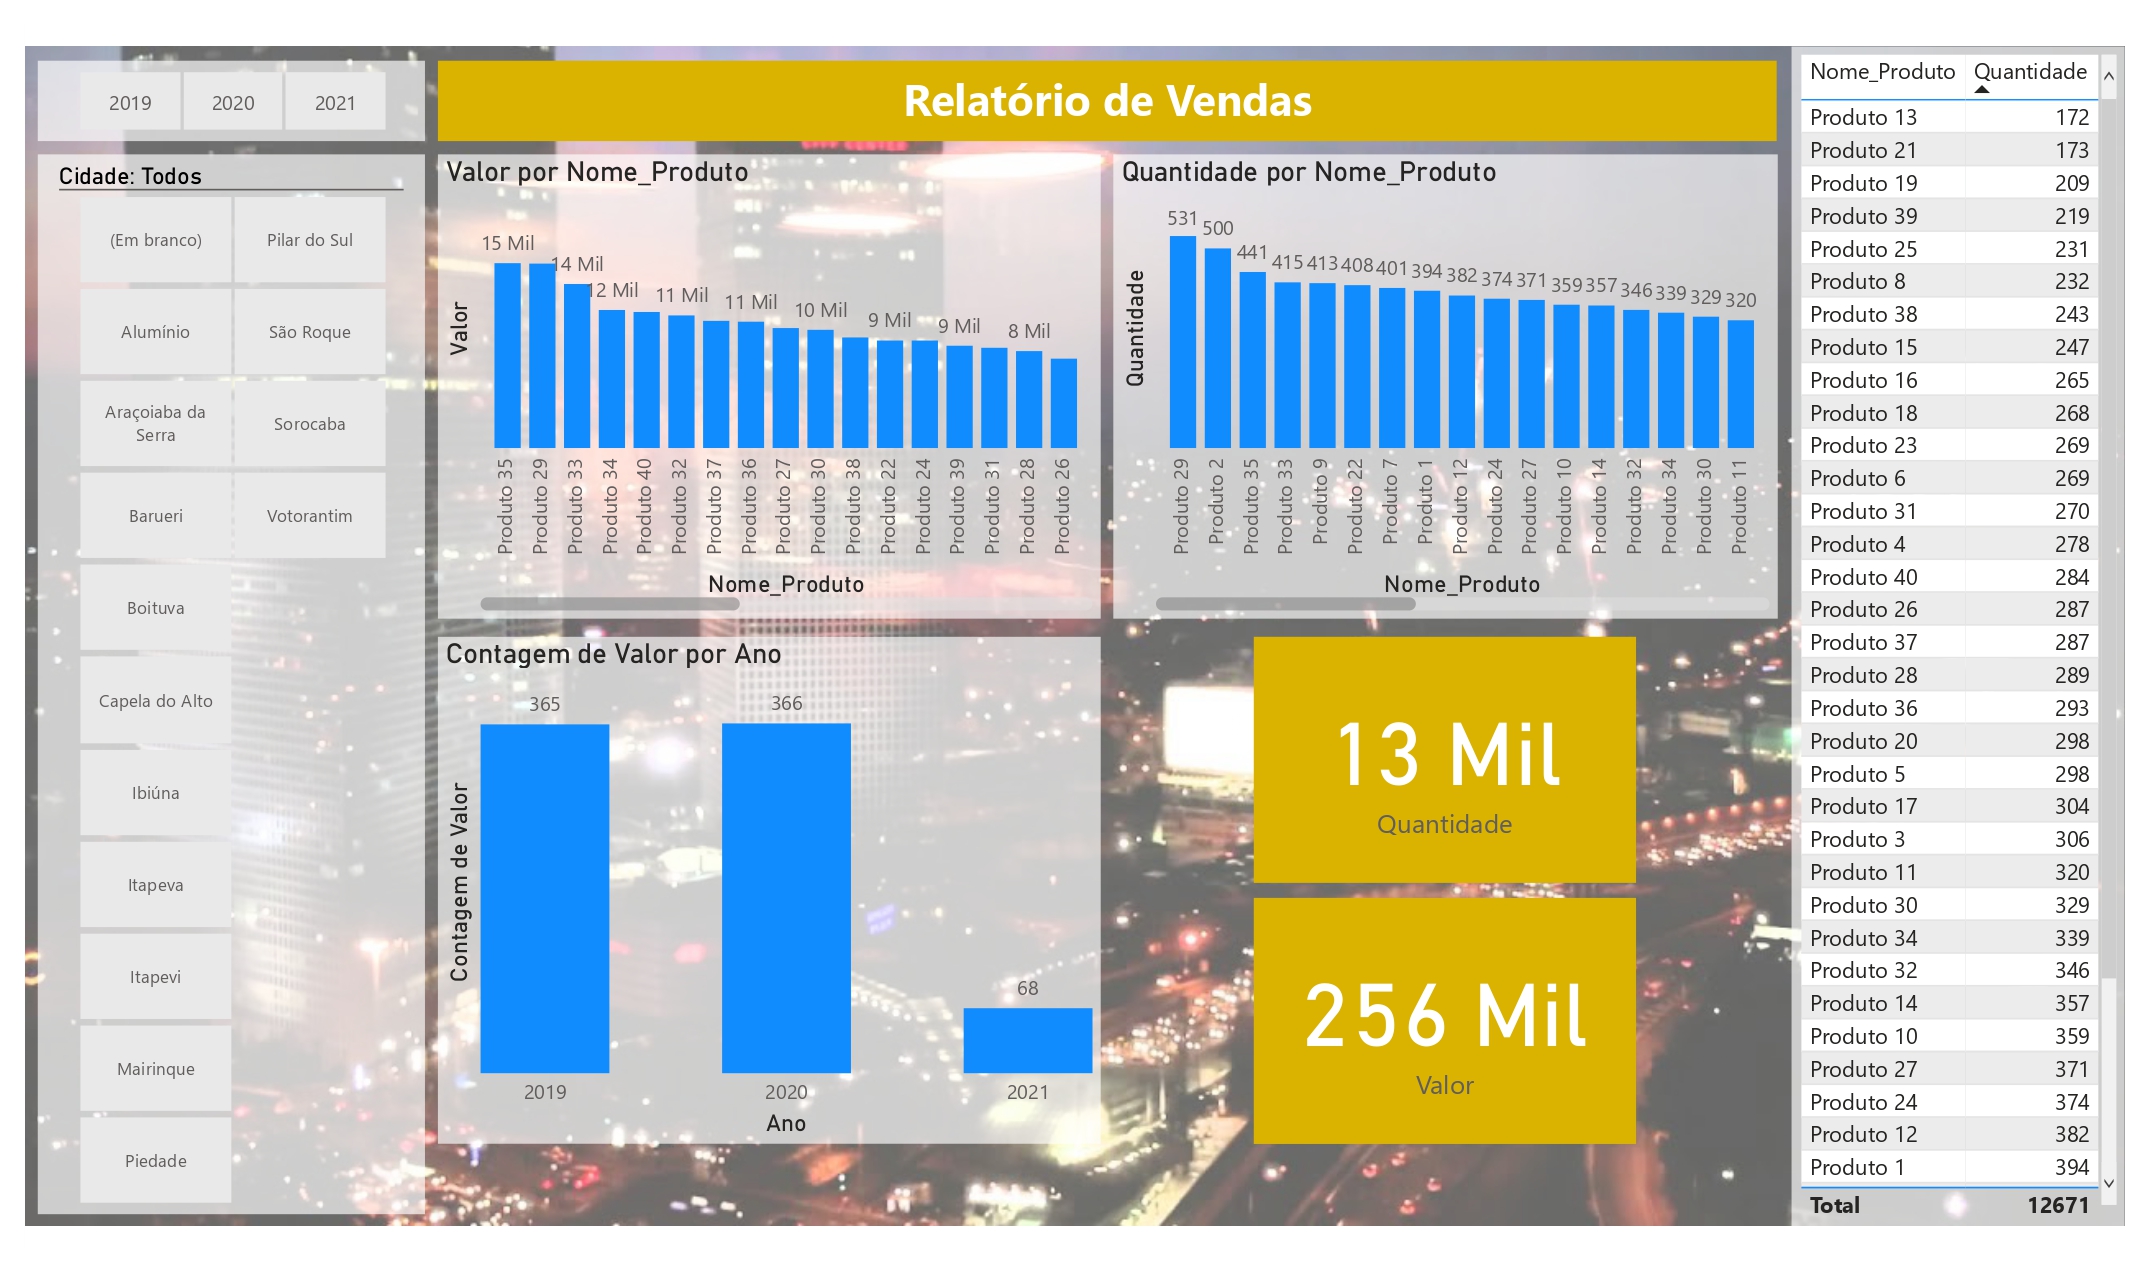 2019 2020 2021
Relatório de Vendas
Cidade: Todos
(Em branco) Pilar do Sul
Alumínio São Roque
Araçoiaba da
Serra
Sorocaba
Barueri Votorantim
Boituva
Capela do Alto
Ibiúna
Itapeva
Itapevi
Mairinque
Piedade
Valor por Nome_Produto
Valor
15 Mil
14 Mil
12 Mil
11 Mil
11 Mil
10 Mil
9 Mil
9 Mil
8 Mil
Produto 35
Produto 29
Produto 33
Produto 34
Produto 40
Produto 32
Produto 37
Produto 36
Produto 27
Produto 30
Produto 38
Produto 22
Produto 24
Produto 39
Produto 31
Produto 28
Produto 26
Nome_Produto
Quantidade por Nome_Produto
Quantidade
531 500 441 415 413 408 401 394 382 374 371 359 357 346 339 329 320
Produto 29
Produto 2
Produto 35
Produto 33
Produto 9
Produto 22
Produto 7
Produto 1
Produto 12
Produto 24
Produto 27
Produto 10
Produto 14
Produto 32
Produto 34
Produto 30
Produto 11
Nome_Produto
Contagem de Valor por Ano
Contagem de Valor
365 366 68
2019 2020 2021
Ano
13 Mil
Quantidade
256 Mil
Valor
Nome_Produto Quantidade
Produto 13 172
Produto 21 173
Produto 19 209
Produto 39 219
Produto 25 231
Produto 8 232
Produto 38 243
Produto 15 247
Produto 16 265
Produto 18 268
Produto 23 269
Produto 6 269
Produto 31 270
Produto 4 278
Produto 40 284
Produto 26 287
Produto 37 287
Produto 28 289
Produto 36 293
Produto 20 298
Produto 5 298
Produto 17 304
Produto 3 306
Produto 11 320
Produto 30 329
Produto 34 339
Produto 32 346
Produto 14 357
Produto 10 359
Produto 27 371
Produto 24 374
Produto 12 382
Produto 1 394
Total 12671